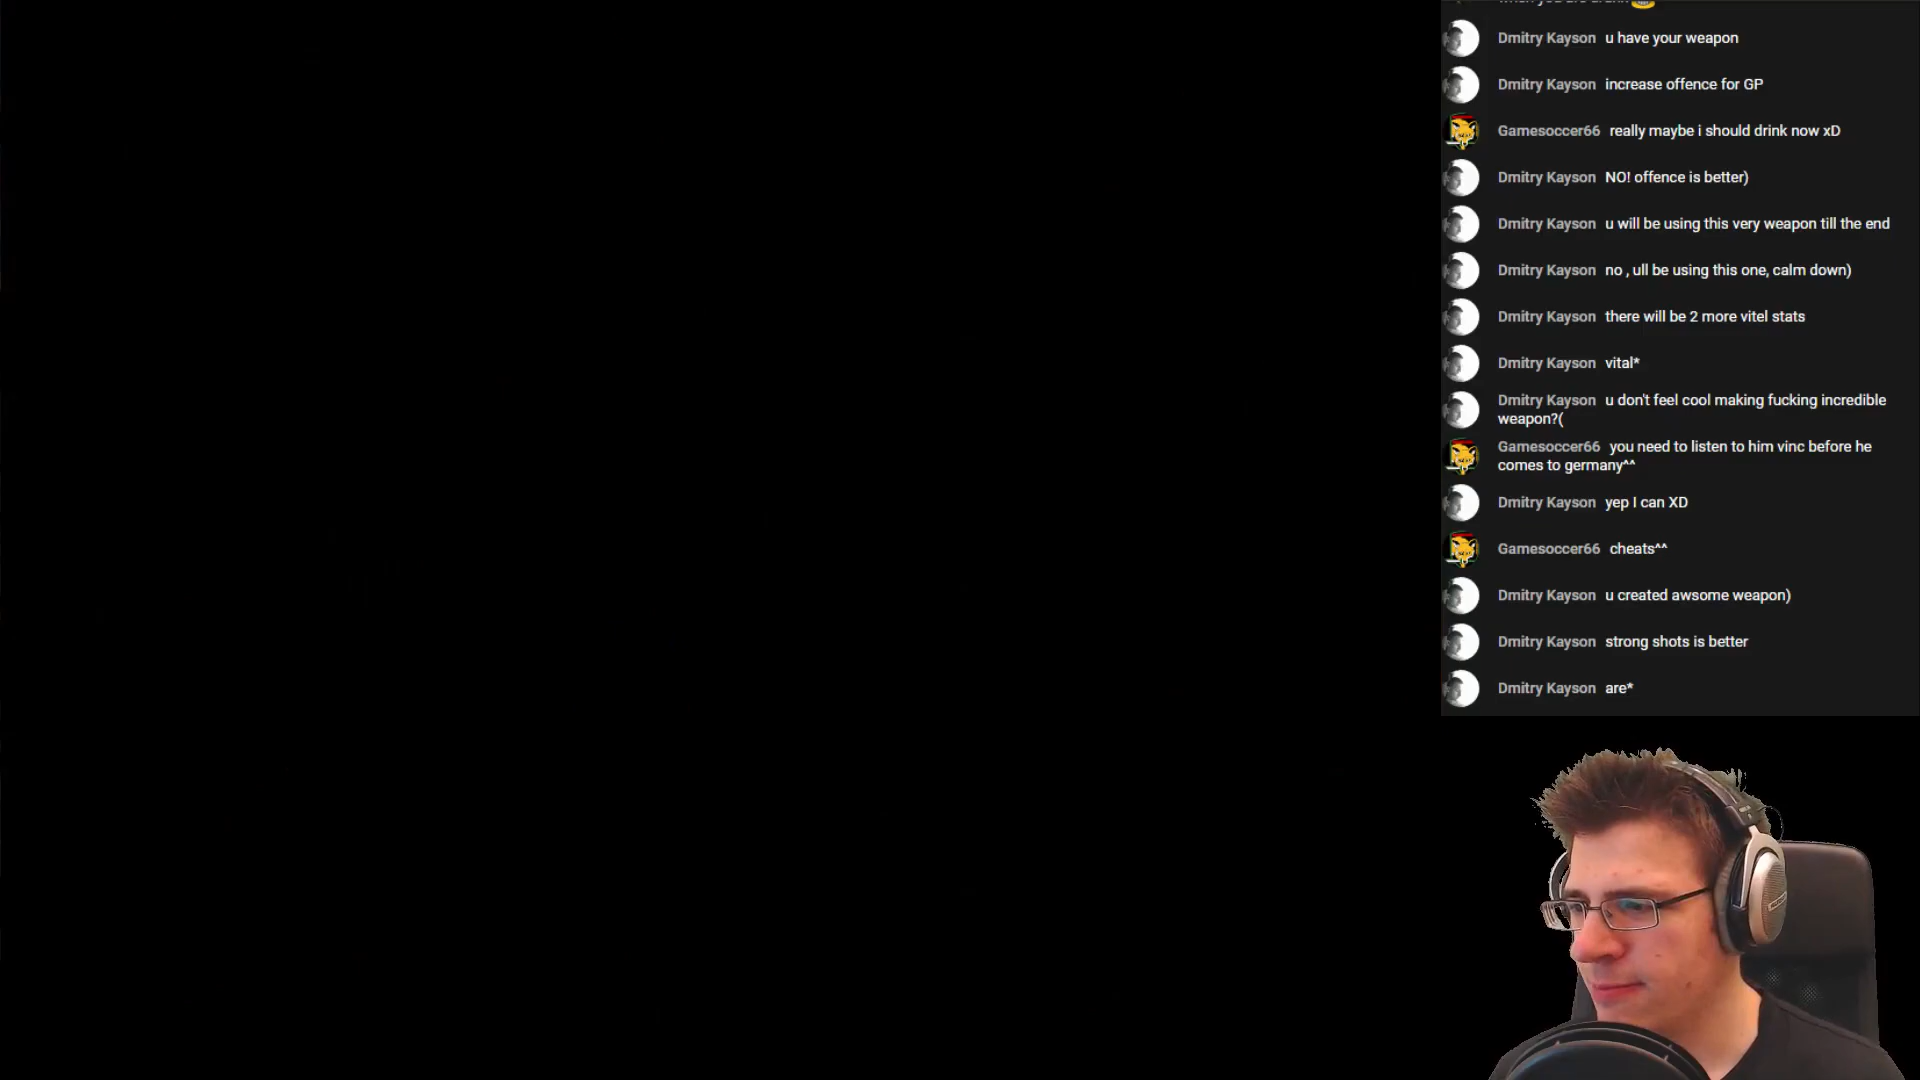 Dmitry Kayson u have your weapon
Dmitry Kayson increase offence for GP
Gamesoccer66 really maybe i should drink now xD
Dmitry Kayson NO! offence is better)
Dmitry Kayson u will be using this very weapon till the end
Dmitry Kayson no , ull be using this one, calm down)
Dmitry Kayson there will be 2 more vitel stats
Dmitry Kayson vital*
Dmitry Kayson u don't feel cool making fucking incredible
weapon?(
Gamesoccer66 you need to listen to him vinc before he
comes to germany^^
Dmitry Kayson yep I can XD
Gamesoccer66 cheats^^
Dmitry Kayson u created awsome weapon)
Dmitry Kayson strong shots is better
Dmitry Kayson are*